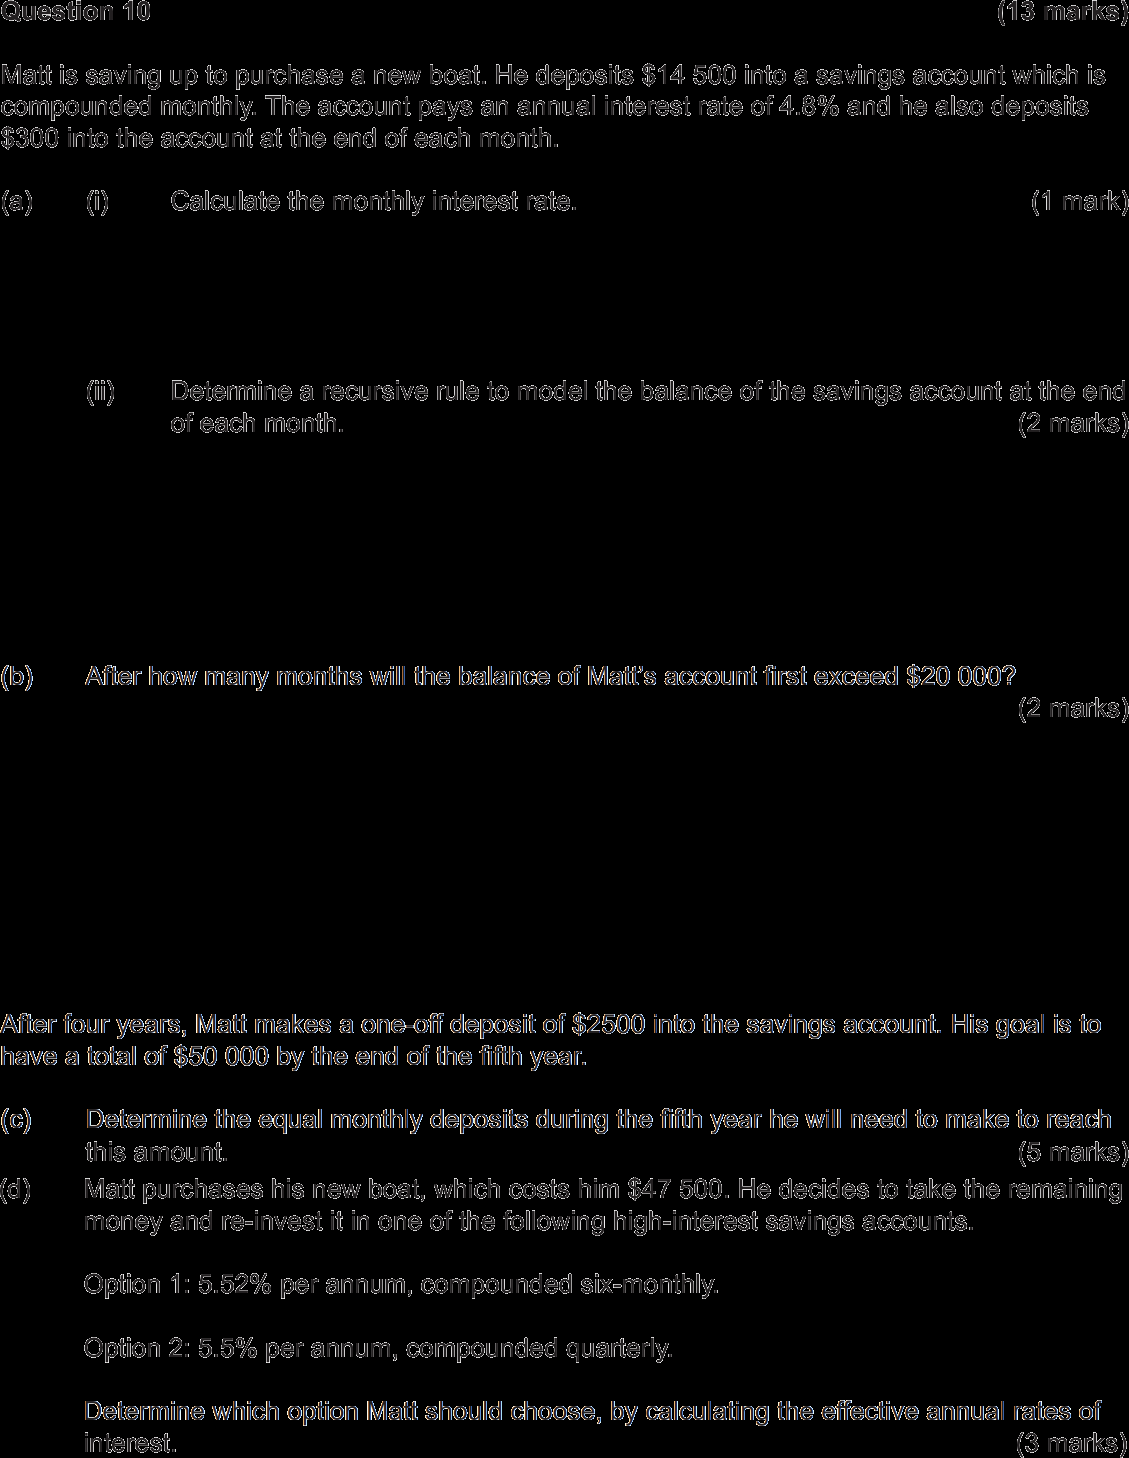 Question 10 (13 marks)
Matt is saving up to purchase a new boat. He deposits $14 500 into a savings account which is
compounded monthly. The account pays an annual interest rate of 4.8% and he also deposits
$300 into the account at the end of each month.
(a) (i) Calculate the monthly interest rate. (1 mark)
(ii) Determine a recursive rule to model the balance of the savings account at the end
of each month. (2 marks)
(b) After how many months will the balance of Matt's account first exceed $20 000?
(2 marks)
After four years, Matt makes a one-off deposit of $2500 into the savings account. His goal is to
have a total of $50 000 by the end of the fifth year.
(c) Determine the equal monthly deposits during the fifth year he will need to make to reach
this amount. (5 marks)
(d) Matt purchases his new boat, which costs him $47 500. He decides to take the remaining
money and re-invest it in one of the following high-interest savings accounts.
Option 1: 5.52% per annum, compounded six-monthly.
Option 2: 5.5% per annum, compounded quarterly.
Determine which option Matt should choose, by calculating the effective annual rates of
interest. (3 marks)